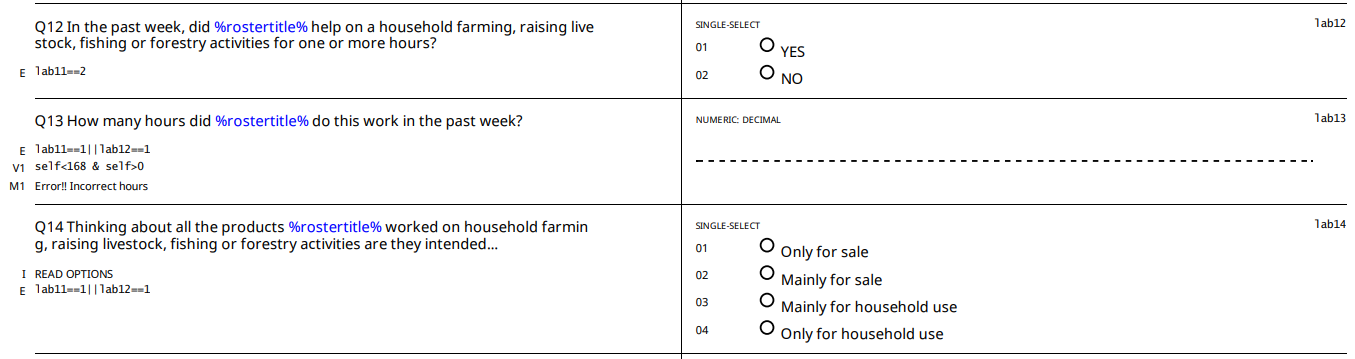 Q12 In the past week, did %rostertitle% help on a household farming, raising live
stock, fishing or forestry activities for one or more hours?
E lab11==2
SINGLE-SELECT
lab12
01 YES
02 NO
Q13 How many hours did %rostertitle% do this work in the past week?
E lab11==1||lab12==1
V1 self<168 & self>0
M1 Error!! Incorrect hours
NUMERIC: DECIMAL
lab13
Q14 Thinking about all the products %rostertitle% worked on household farmin
g, raising livestock, fishing or forestry activities are they intended...
I READ OPTIONS
E lab11==1||lab12==1
SINGLE-SELECT
lab14
01 Only for sale
02 Mainly for sale
03 Mainly for household use
04 Only for household use